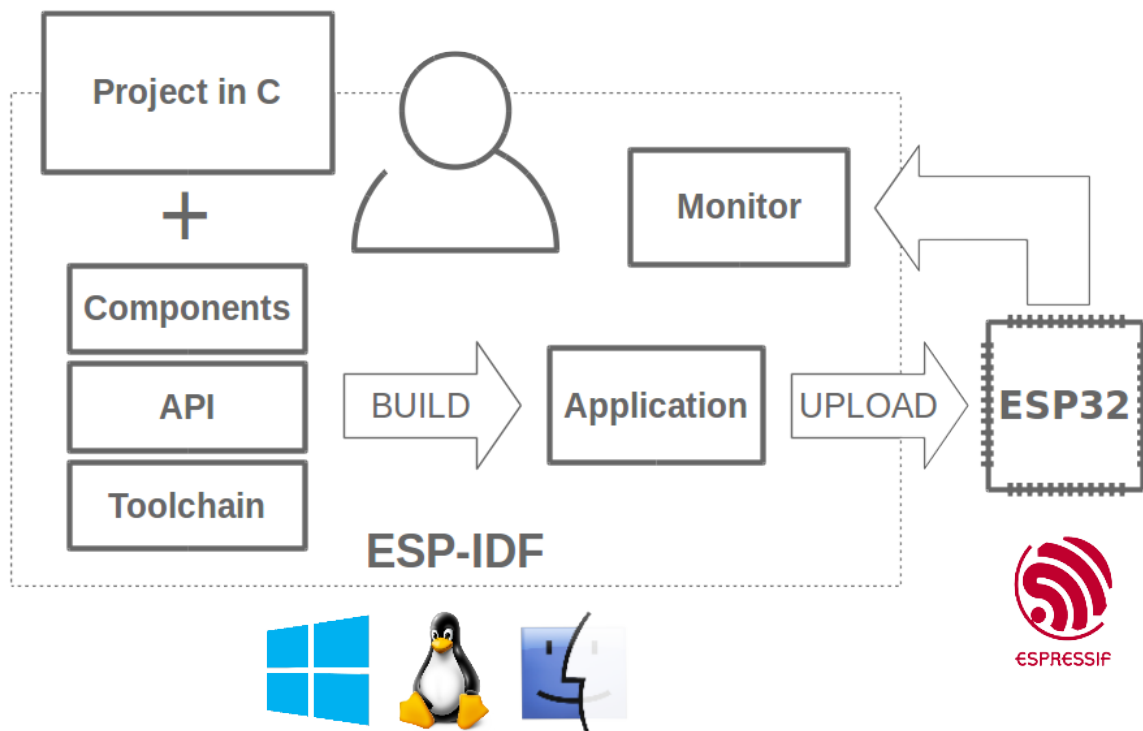 Project in C
+
Components
API
Toolchain
BUILD
Application
UPLOAD
Monitor
ESP32
ESP-IDF
ESPRESSIF